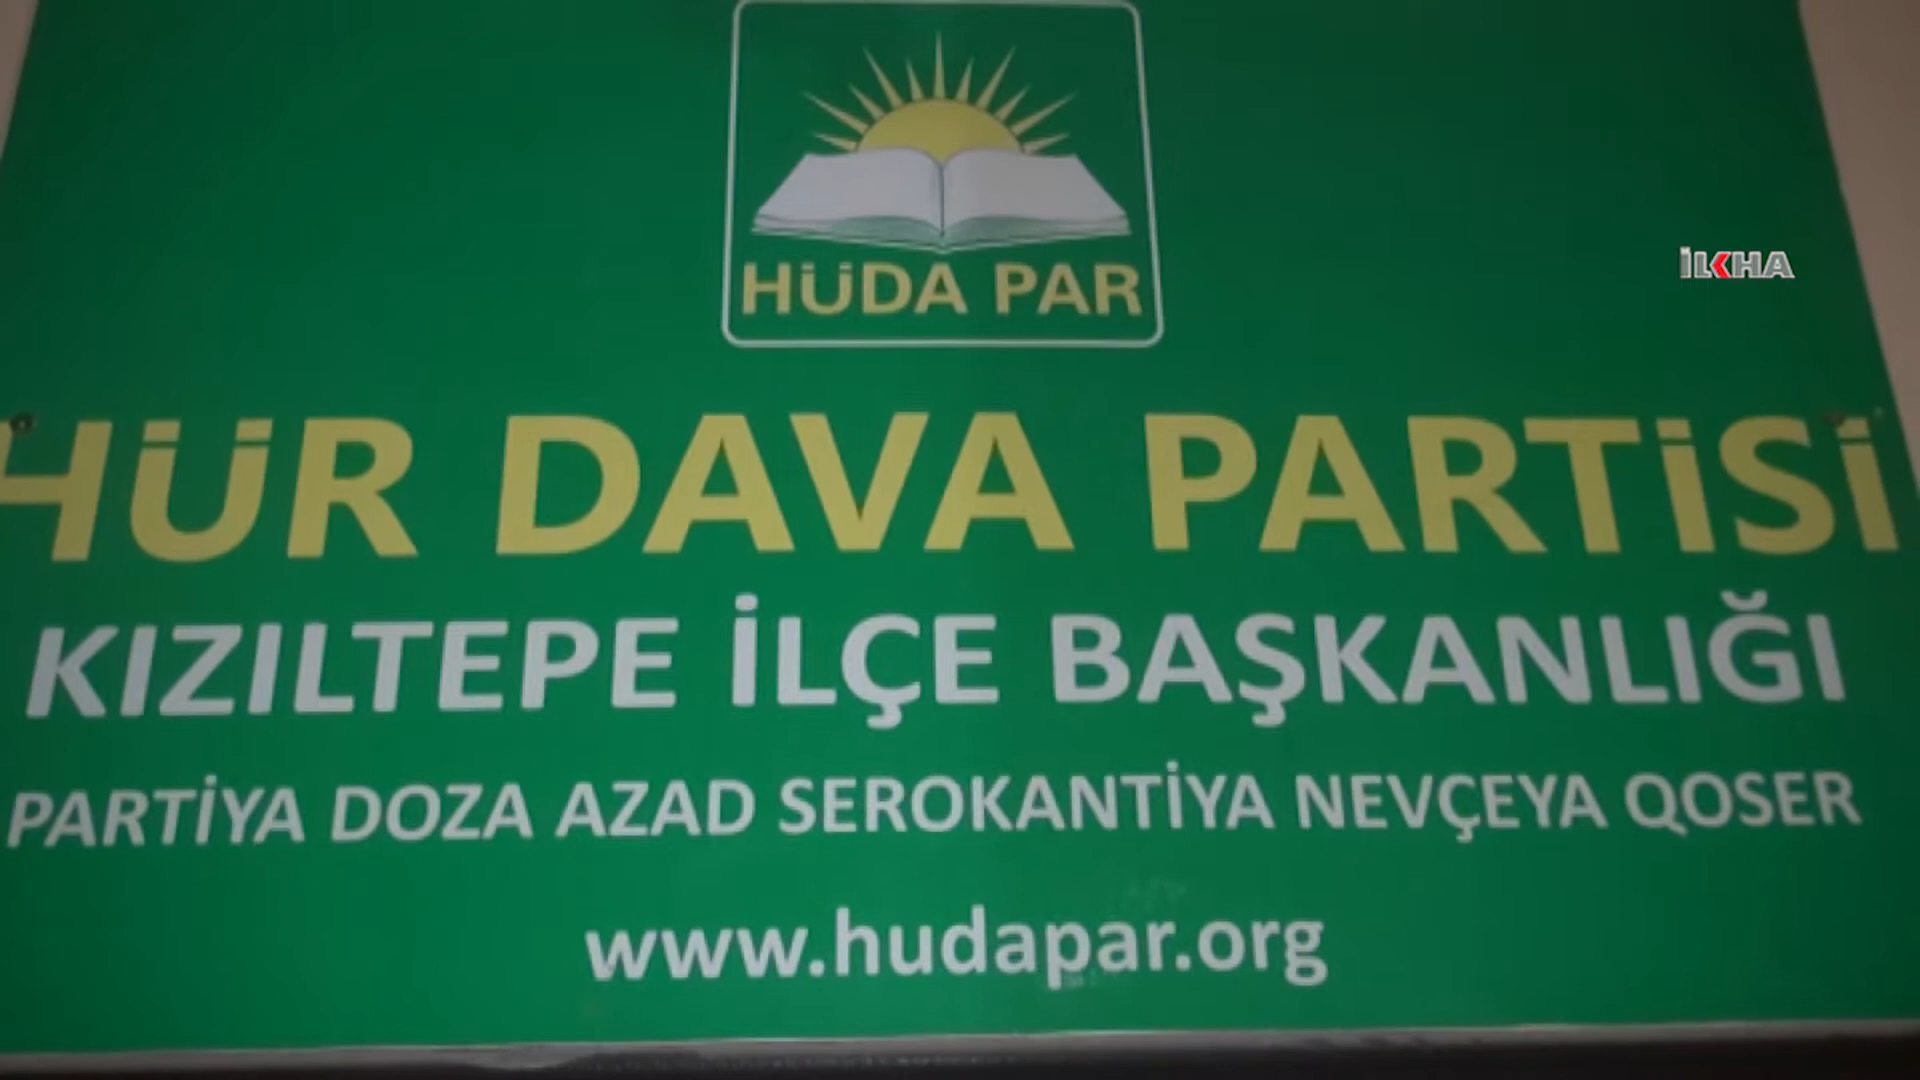 HÜDA PAR
İLKHA
HÜR DAVA PARTİSİ
KIZILTEPE İLÇE BAŞKANLIĞI
PARTİYA DOZA AZAD SEROKANTİYA NEVÇEYA QOSER
www.hudapar.org